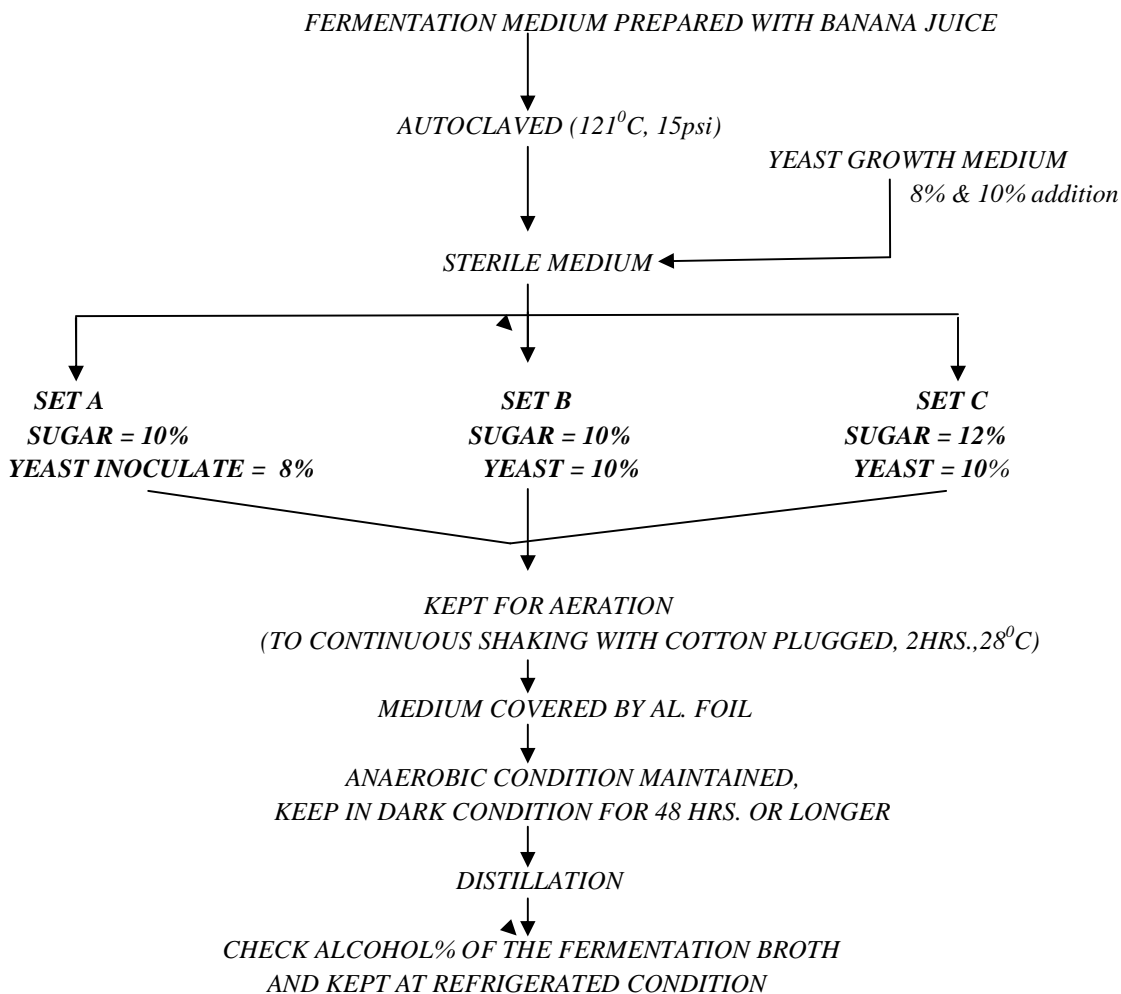 FERMENTATION MEDIUM PREPARED WITH BANANA JUICE
AUTOCLAVED (121⁰C, 15psi)
YEAST GROWTH MEDIUM
8% & 10% addition
STERILE MEDIUM
SET A
SUGAR = 10%
YEAST INOCULATE = 8%
SET B
SUGAR = 10%
YEAST = 10%
SET C
SUGAR = 12%
YEAST = 10%
KEPT FOR AERATION
(TO CONTINUOUS SHAKING WITH COTTON PLUGGED, 2HRS.,28⁰C)
MEDIUM COVERED BY AL. FOIL
ANAEROBIC CONDITION MAINTAINED,
KEEP IN DARK CONDITION FOR 48 HRS. OR LONGER
DISTILLATION
CHECK ALCOHOL% OF THE FERMENTATION BROTH
AND KEPT AT REFRIGERATED CONDITION